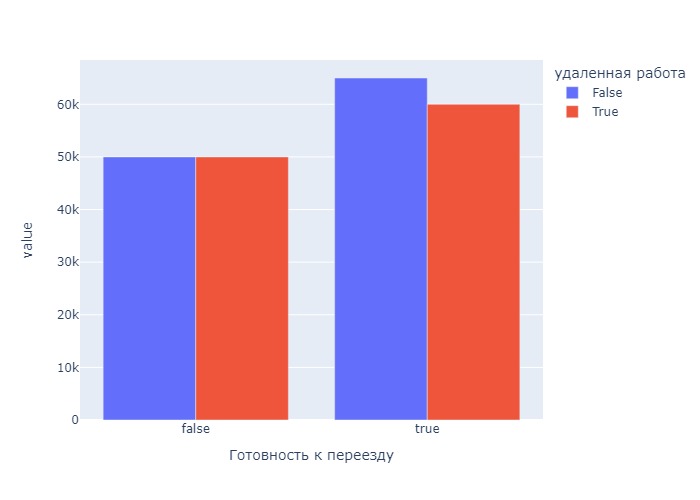 удаленная работа
False
True
value
60k
50k
40k
30k
20k
10k
0
false true
Готовность к переезду